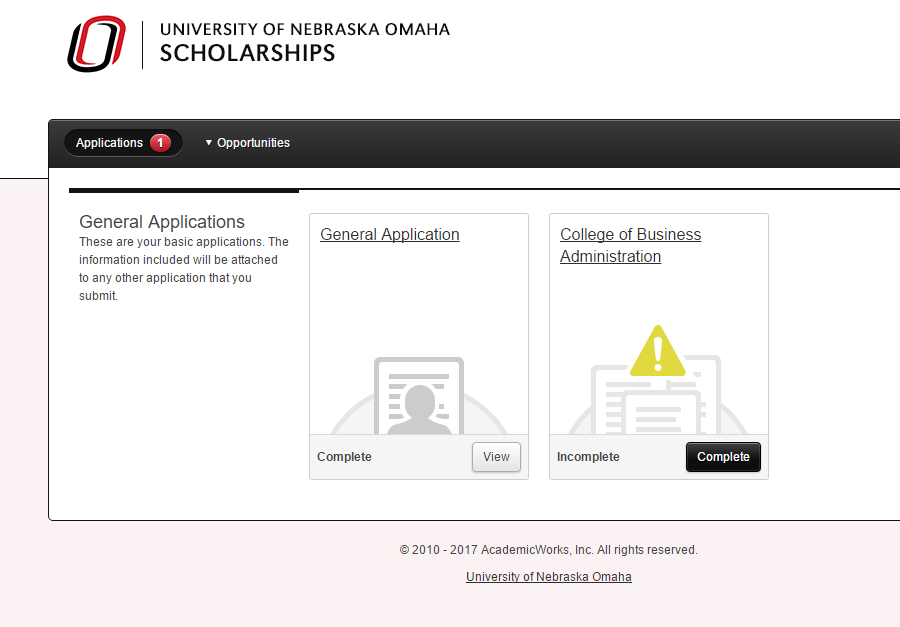 UNIVERSITY OF NEBRASKA OMAHA
SCHOLARSHIPS
Applications 1
▼ Opportunities
General Applications
These are your basic applications. The
information included will be attached
to any other application that you
submit.
General Application
Complete
View
College of Business
Administration
Incomplete
Complete
© 2010 - 2017 AcademicWorks, Inc. All rights reserved.
University of Nebraska Omaha